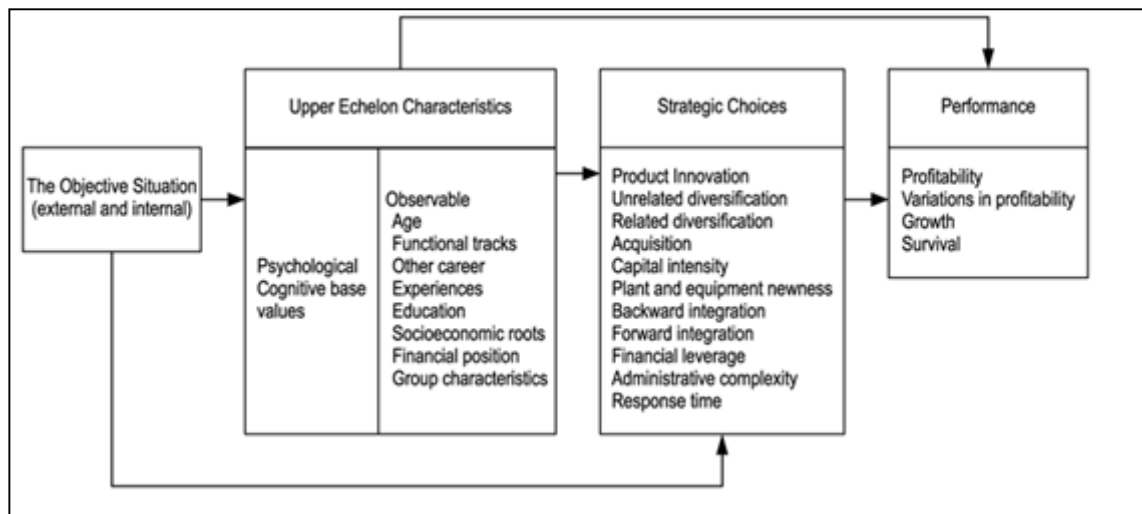 The Objective Situation
(external and internal)
Upper Echelon Characteristics
Psychological
Cognitive base
values
Observable
Age
Functional tracks
Other career
Experiences
Education
Socioeconomic roots
Financial position
Group characteristics
Strategic Choices
Product Innovation
Unrelated diversification
Related diversification
Acquisition
Capital intensity
Plant and equipment newness
Backward integration
Forward integration
Financial leverage
Administrative complexity
Response time
Performance
Profitability
Variations in profitability
Growth
Survival